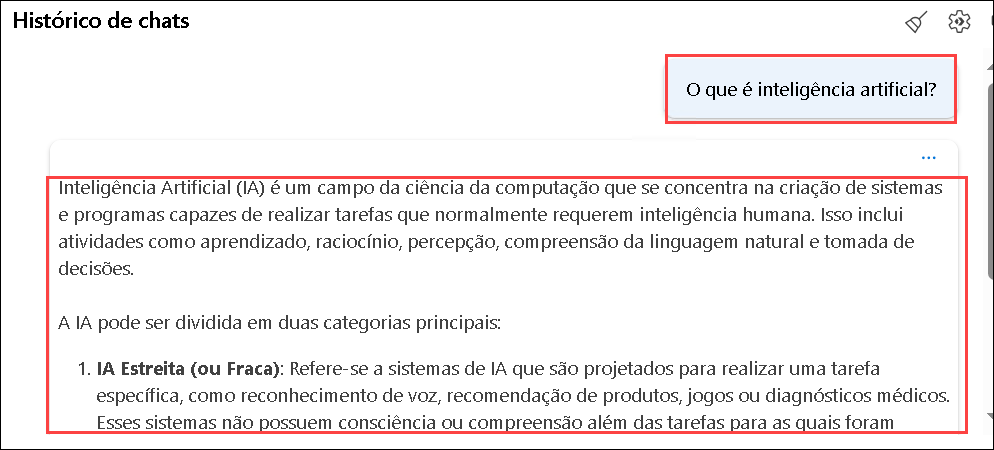 Histórico de chats
O que é inteligência artificial?
...
Inteligência Artificial (IA) é um campo da ciência da computação que se concentra na criação de sistemas
e programas capazes de realizar tarefas que normalmente requerem inteligência humana. Isso inclui
atividades como aprendizado, raciocínio, percepção, compreensão da linguagem natural e tomada de
decisões.
A IA pode ser dividida em duas categorias principais:
1. IA Estreita (ou Fraca): Refere-se a sistemas de IA que são projetados para realizar uma tarefa
específica, como reconhecimento de voz, recomendação de produtos, jogos ou diagnósticos médicos.
Esses sistemas não possuem consciência ou compreensão além das tarefas para as quais foram